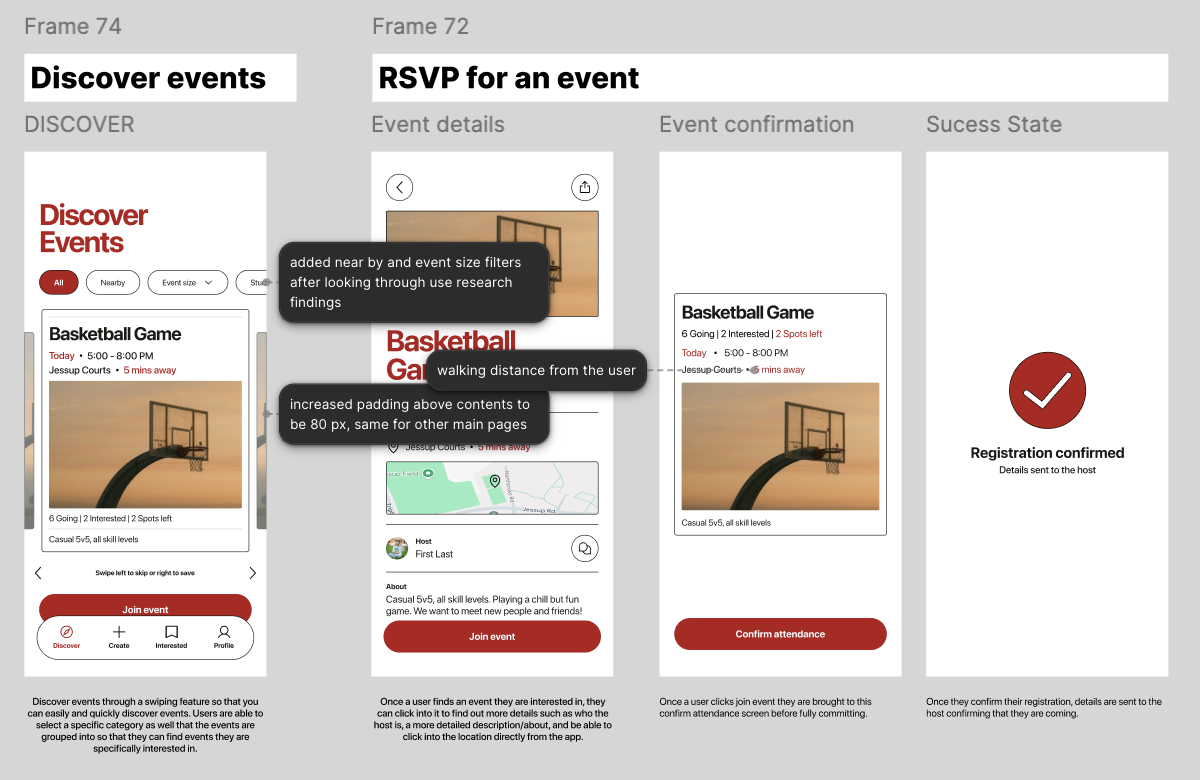 Frame 74
Discover events
DISCOVER
Discover
Events
All
Nearby
Event size
Stu
Basketball Game
Today • 5:00 - 8:00 PM
Jessup Courts • 5 mins away
6 Going | 2 Interested | 2 Spots left
Casual 5v5, all skill levels
Swipe left to skip or right to save
Join event
Discover
Create
Interested
Profile
Discover events through a swiping feature so that you
can easily and quickly discover events. Users are able to
select a specific category as well that the events are
grouped into so that they can find events they are
specifically interested in.
added near by and event size filters
after looking through use research
findings
increased padding above contents to
be 80 px, same for other main pages
Frame 72
RSVP for an event
Event details
Basketball
Ga
walking distance from the user
Jessup Courts • 5 mins away
Jessup Rd
Host
First Last
About
Casual 5v5, all skill levels. Playing a chill but fun
game. We want to meet new people and friends!
Join event
Once a user finds an event they are interested in, they
can click into it to find out more details such as who the
host is, a more detailed description/about, and be able to
click into the location directly from the app.
Event confirmation
Basketball Game
6 Going | 2 Interested | 2 Spots left
Today • 5:00 - 8:00 PM
Jessup Courts • 5 mins away
Casual 5v5, all skill levels
Confirm attendance
Once a user clicks join event they are brought to this
confirm attendance screen before fully committing.
Sucess State
Registration confirmed
Details sent to the host
Once they confirm their registration, details are sent to the
host confirming that they are coming.